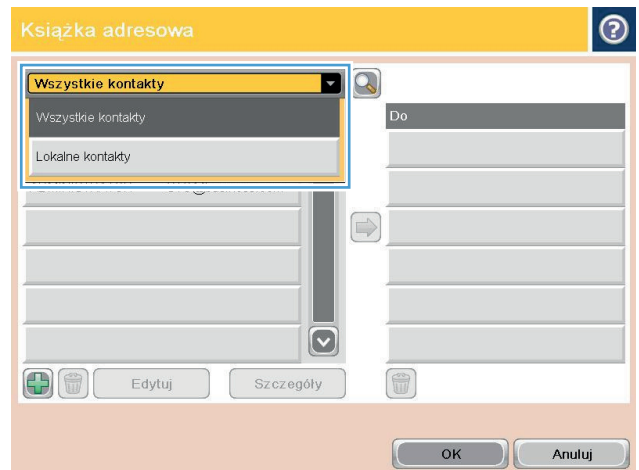 Książka adresowa
Wszystkie kontakty
Wszystkie kontakty
Lokalne kontakty
Do
Edytuj
Szczegóły
OK
Anuluj